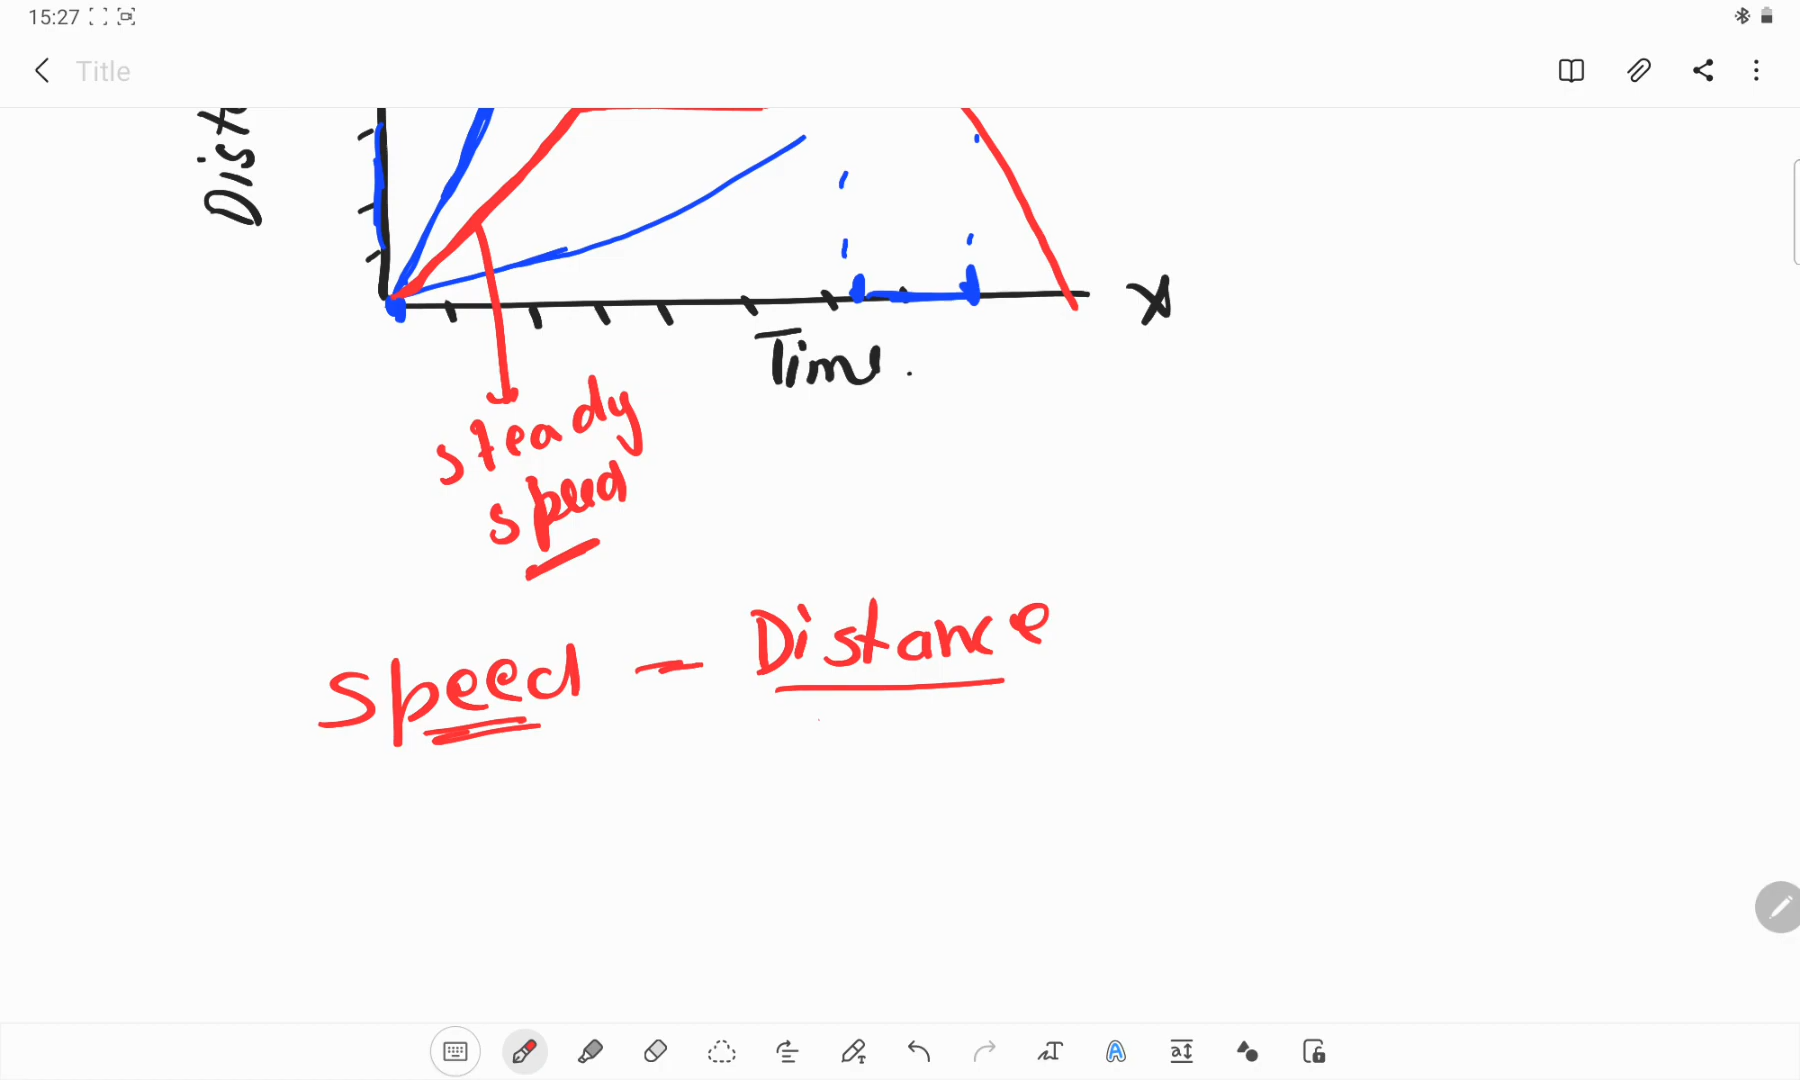 15:27
Title
Dist
X
Time.
steady
speed
Speed = Distance